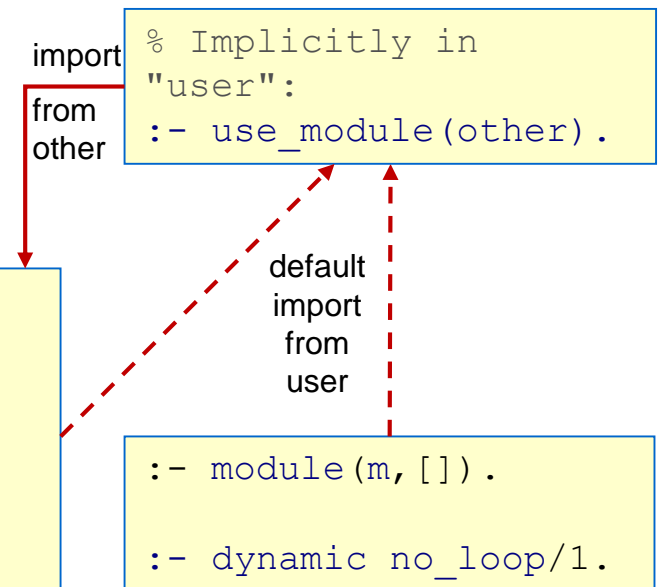 import
from
other
% Implicitly in
"user":
:- use_module(other).
default
import
from
user
:- module(m,[]).
:- dynamic no_loop/1.